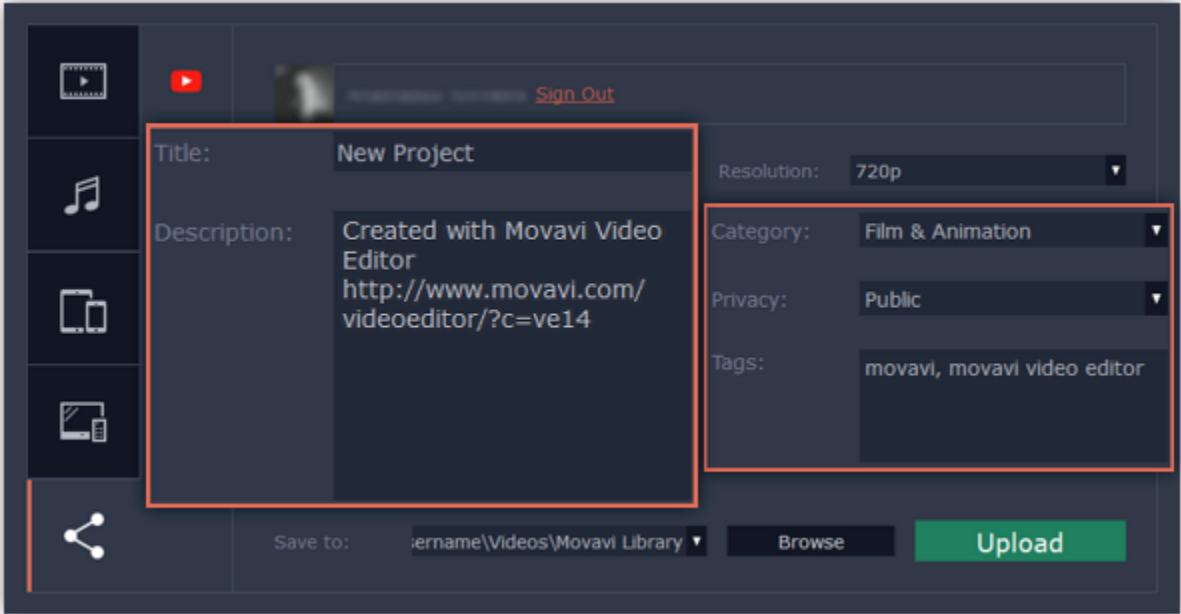 Sign Out
Title:
New Project
Description:
Created with Movavi Video
Editor
http://www.movavi.com/
videoeditor/?c=ve14
Resolution:
720p
Category:
Film & Animation
Privacy:
Public
Tags:
movavi, movavi video editor
Save to:
ername\Videos\Movavi Library
Browse
Upload